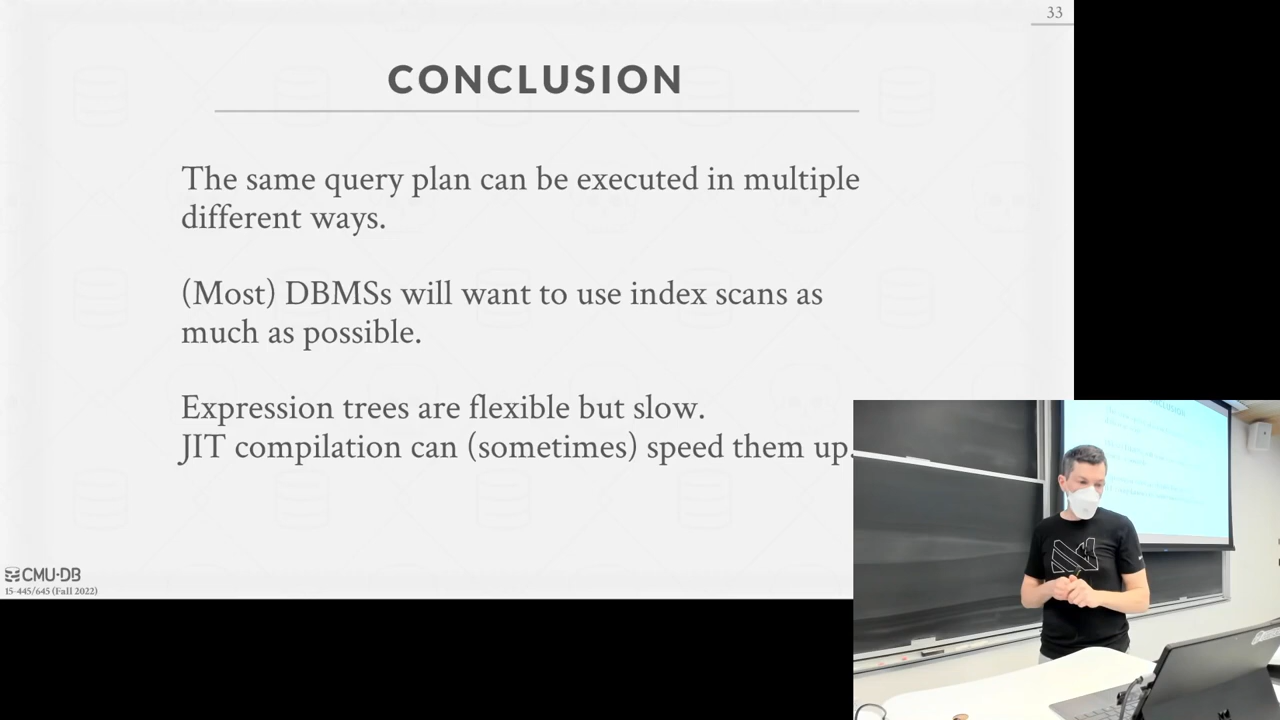 33
CONCLUSION
The same query plan can be executed in multiple
different ways.
(Most) DBMSs will want to use index scans as
much as possible.
Expression trees are flexible but slow.
JIT compilation can (sometimes) speed them up.
CMU·DB
15-445/645 (Fall 2022)